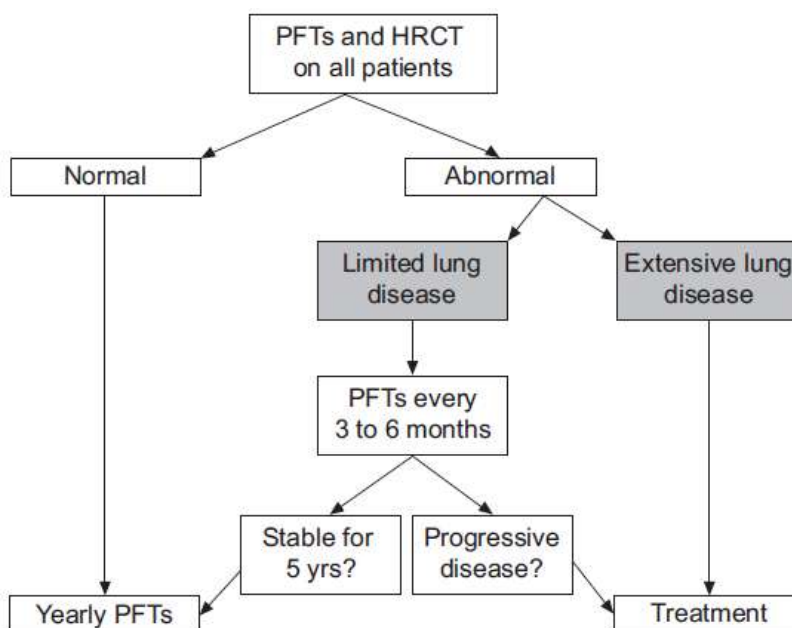 PFTs and HRCT
on all patients
Normal
Abnormal
Limited lung
disease
Extensive lung
disease
PFTs every
3 to 6 months
Stable for
5 yrs?
Progressive
disease?
Yearly PFTs
Treatment